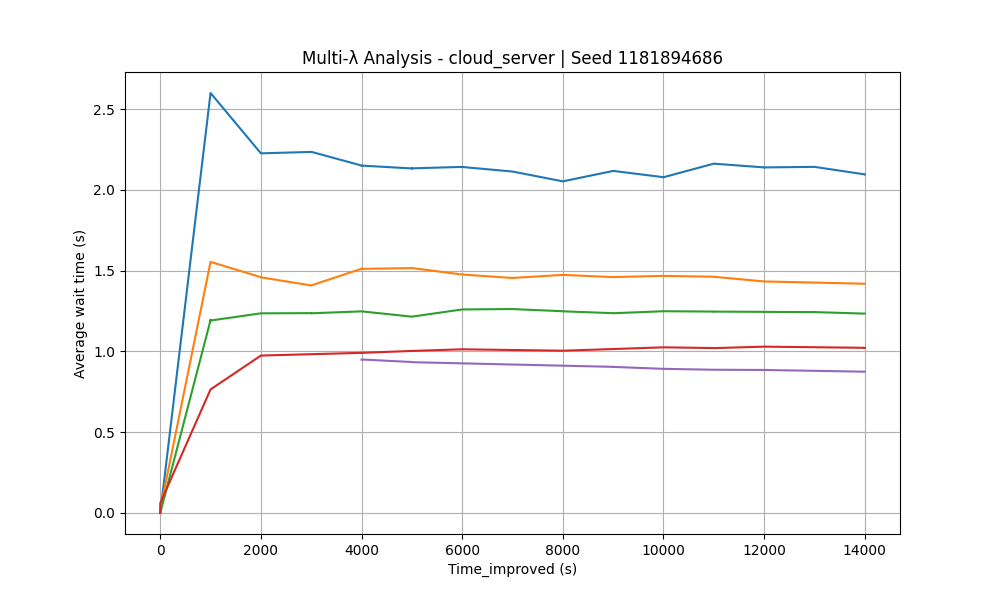 Multi-λ Analysis - cloud_server | Seed 1181894686
2.5
2.0
1.5
1.0
0.5
0.0
Average wait time (s)
0 2000 4000 6000 8000 10000 12000 14000
Time_improved (s)